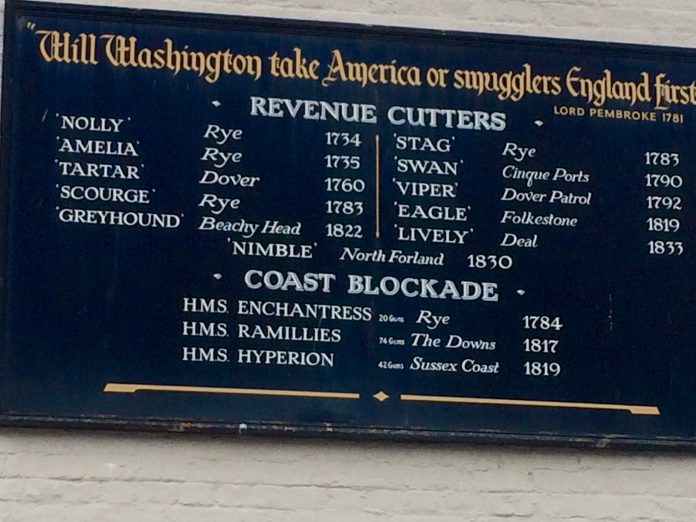 "Will Washington take America or smugglers England first
LORD PEMBROKE 1781
REVENUE CUTTERS
'NOLLY' Rye 1734
'AMELIA' Rye 1735
'TARTAR' Dover 1760
'SCOURGE' Rye 1783
'GREYHOUND' Beachy Head 1822
'STAG' Rye 1783
'SWAN' Cinque Ports 1790
'VIPER' Dover Patrol 1792
'EAGLE' Folkestone 1819
'LIVELY' Deal 1833
'NIMBLE' North Forland 1830
COAST BLOCKADE
H.M.S. ENCHANTRESS 20 Guns Rye 1784
H.M.S. RAMILLIES 74 Guns The Downs 1817
H.M.S. HYPERION 42 Guns Sussex Coast 1819